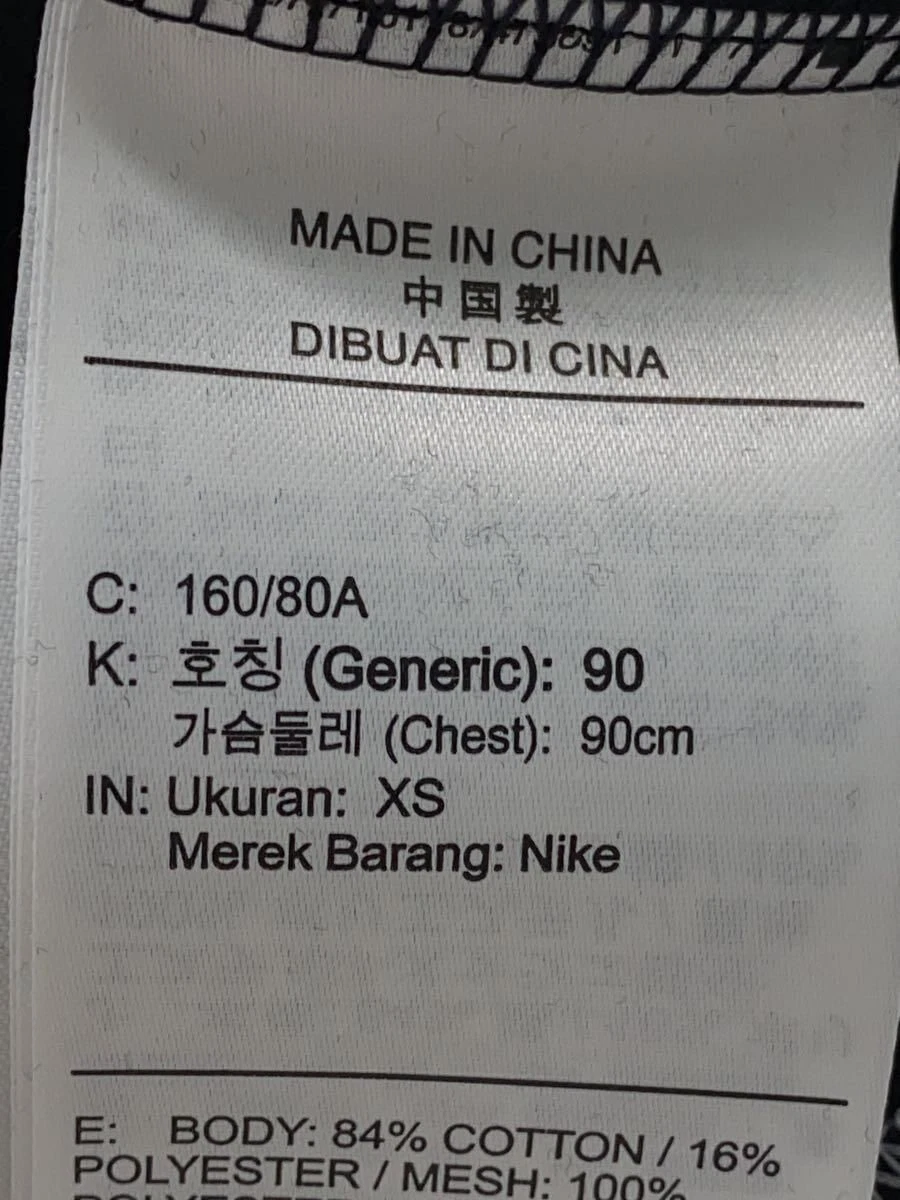 MADE IN CHINA
中国製
DIBUAT DI CINA
C: 160/80A
K: 호칭 (Generic): 90
가슴둘레 (Chest): 90cm
IN: Ukuran: XS
Merek Barang: Nike
E: BODY: 84% COTTON / 16%
POLYESTER / MESH: 100%